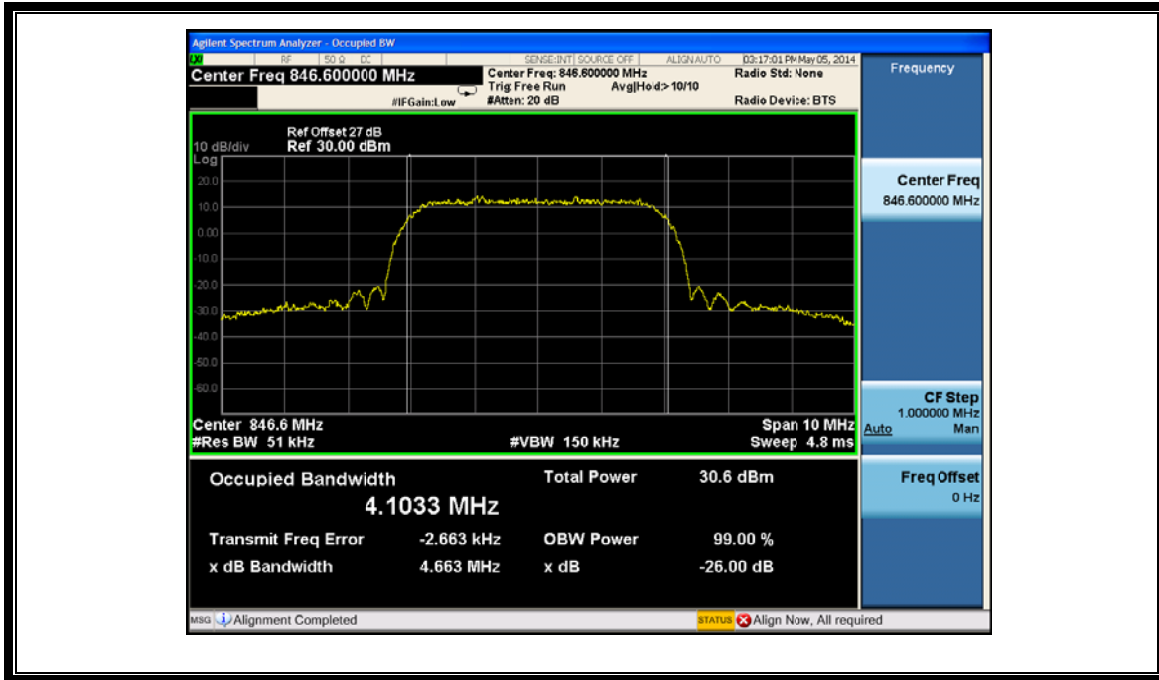 Agilent Spectrum Analyzer - Occupied BW
RF 50 Ω DC SENSE:INT SOURCE OFF ALIGN AUTO 03:17:01 PM May 05, 2014
Center Freq 846.600000 MHz
Center Freq: 846.600000 MHz
Radio Std: None
Trig: Free Run Avg|Hold:> 10/10
#IFGain:Low
#Atten: 20 dB
Radio Device: BTS
Ref Offset 27 dB
10 dB/div Ref 30.00 dBm
Log
20.0
10.0
0.00
-10.0
-20.0
-30.0
-40.0
-50.0
-60.0
Center 846.6 MHz Span 10 MHz
#Res BW 51 kHz #VBW 150 kHz Sweep 4.8 ms
Occupied Bandwidth Total Power 30.6 dBm
4.1033 MHz
Transmit Freq Error -2.663 kHz OBW Power 99.00 %
x dB Bandwidth 4.663 MHz x dB -26.00 dB
Frequency
Center Freq
846.600000 MHz
CF Step
1.000000 MHz
Auto Man
Freq Offset
0 Hz
MSG Alignment Completed STATUS Align Now, All required